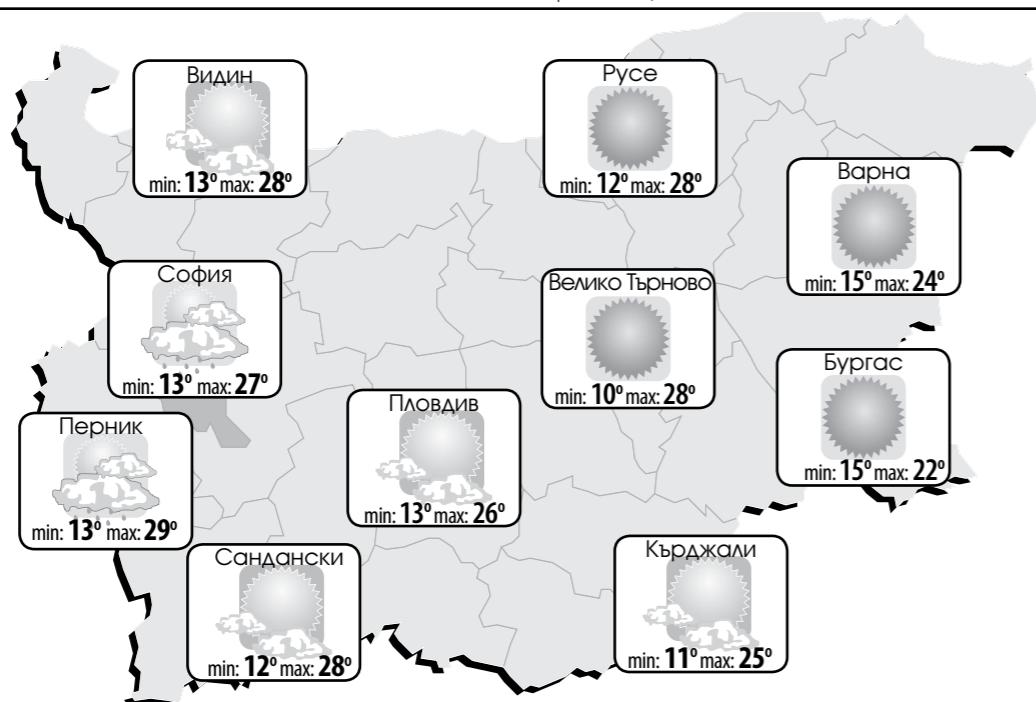 Видин
min: 13° max: 28°
Русе
min: 12° max: 28°
Варна
min: 15° max: 24°
София
min: 13° max: 27°
Велико Търново
min: 10° max: 28°
Бургас
min: 15° max: 22°
Пловдив
min: 13° max: 26°
Перник
min: 13° max: 29°
Сандански
min: 12° max: 28°
Кърджали
min: 11° max: 25°